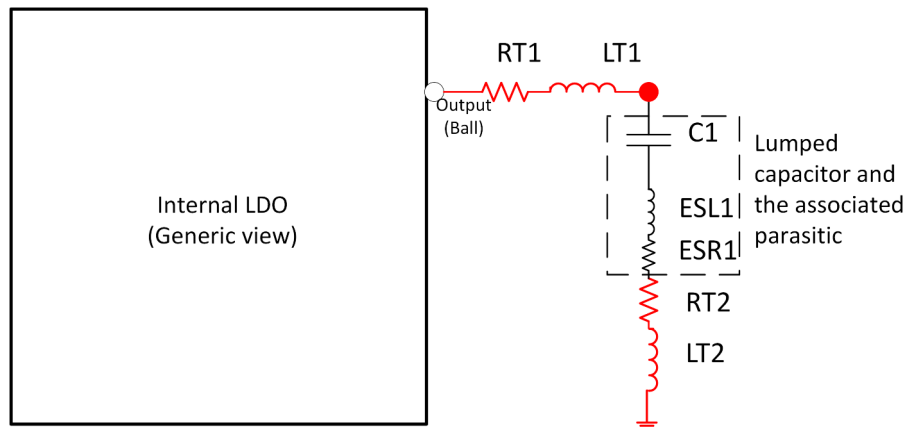 RT1
LT1
Output
(Ball)
C1
Lumped
capacitor and
the associated
parasitic
Internal LDO
(Generic view)
ESL1
ESR1
RT2
LT2